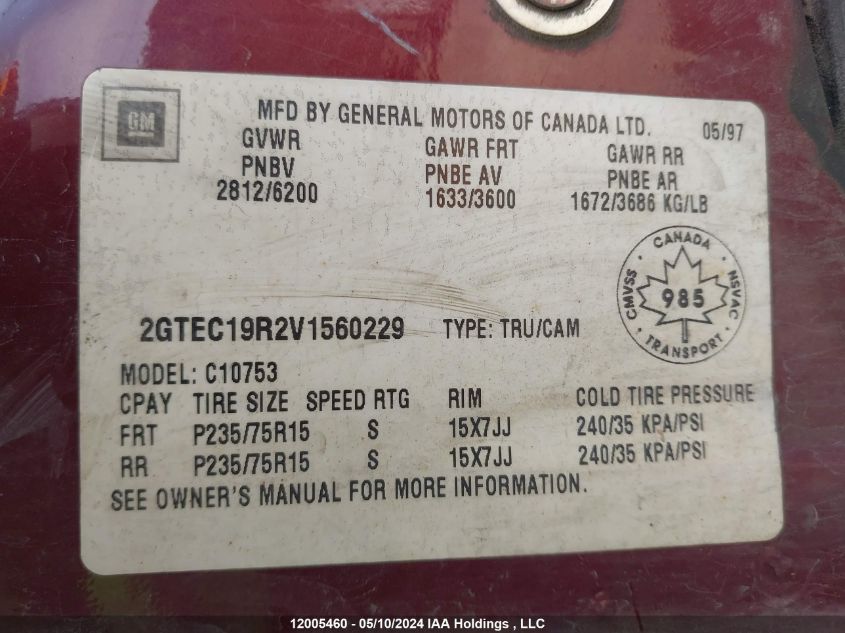 GM
MFD BY GENERAL MOTORS OF CANADA LTD. 05/97
GVWR GAWR FRT GAWR RR
PNBV PNBE AV PNBE AR
2812/6200 1633/3600 1672/3686 KG/LB
CANADA
CMVSS 985 NSVAC
TRANSPORT
2GTEC19R2V1560229 TYPE: TRU/CAM
MODEL: C10753
CPAY TIRE SIZE SPEED RTG RIM COLD TIRE PRESSURE
FRT P235/75R15 S 15X7JJ 240/35 KPA/PSI
RR P235/75R15 S 15X7JJ 240/35 KPA/PSI
SEE OWNER'S MANUAL FOR MORE INFORMATION.
12005460 - 05/10/2024 IAA Holdings , LLC